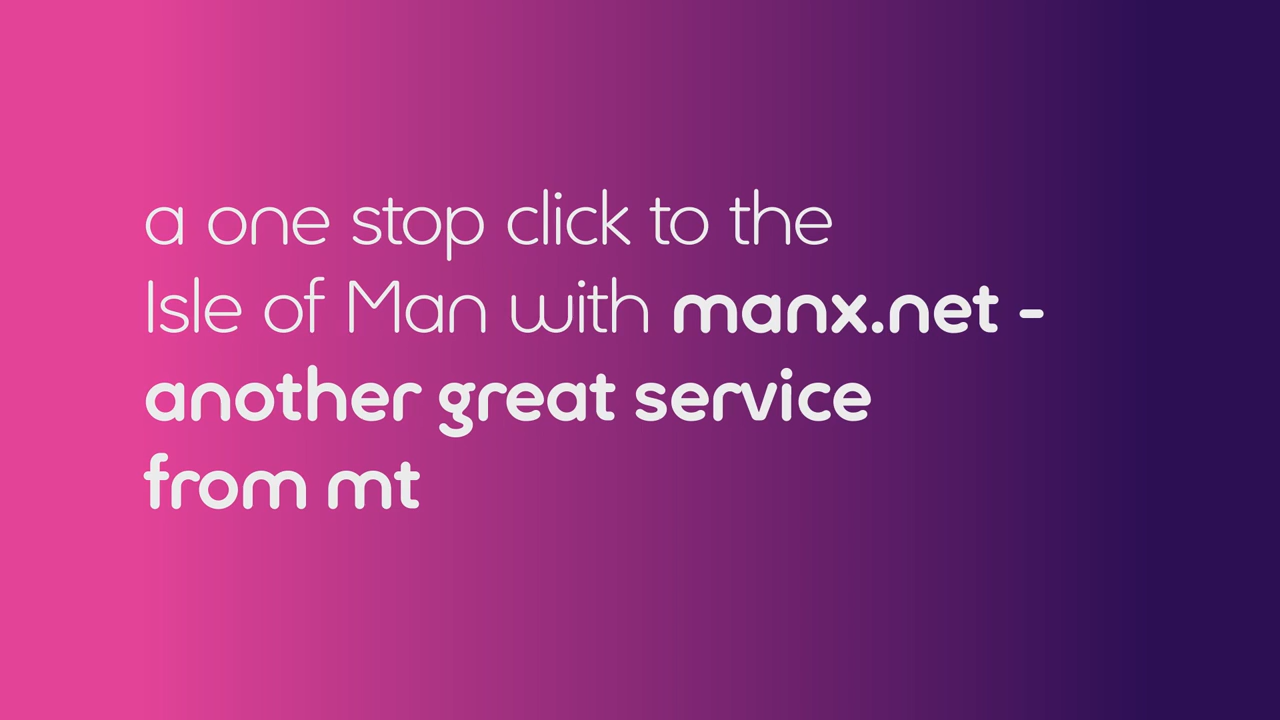 a one stop click to the
Isle of Man with manx.net -
another great service
from mt